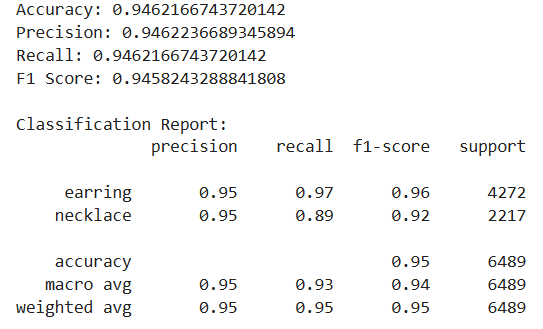 Accuracy: 0.9462166743720142
Precision: 0.9462236689345894
Recall: 0.9462166743720142
F1 Score: 0.9458243288841808
Classification Report:
precision recall f1-score support
earring 0.95 0.97 0.96 4272
necklace 0.95 0.89 0.92 2217
accuracy 0.95 6489
macro avg 0.95 0.93 0.94 6489
weighted avg 0.95 0.95 0.95 6489